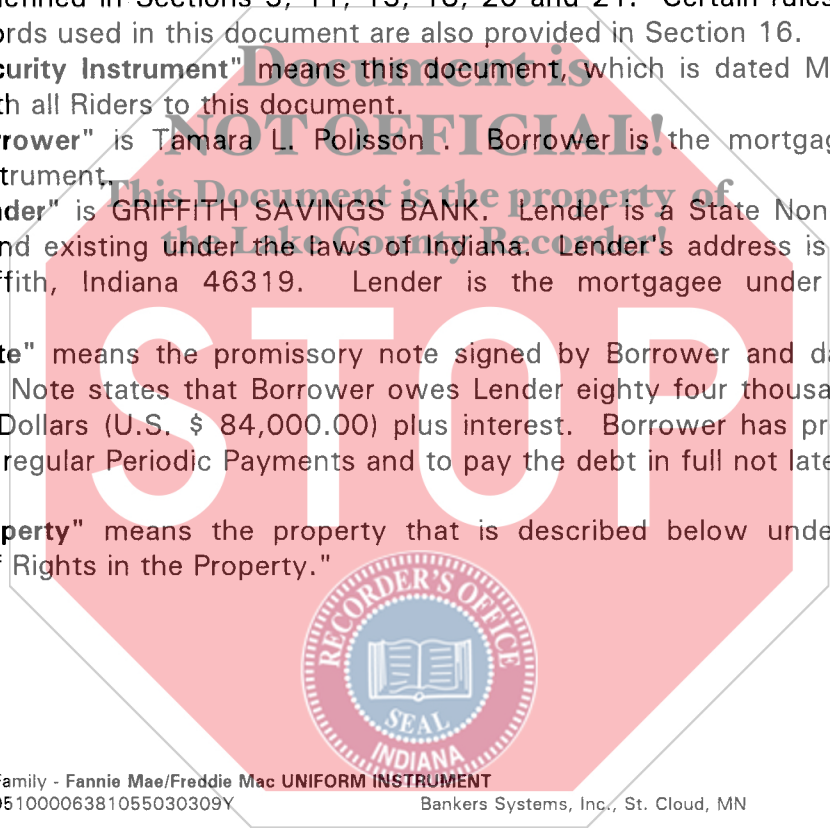 defined in Sections 3, 11, 13, 18, 20 and 21. Certain rules
ords used in this document are also provided in Section 16.
Document is
curity Instrument" means this document, which is dated M
th all Riders to this document.
NOT OFFICIAL!
rrower" is Tamara L. Polisson . Borrower is the mortgag
trument.
This Document is the property of
nder" is GRIFFITH SAVINGS BANK. Lender is a State Non
the Lake County Recorder!
nd existing under the laws of Indiana. Lender's address is
ffith, Indiana 46319. Lender is the mortgagee under
STOP
te" means the promissory note signed by Borrower and da
Note states that Borrower owes Lender eighty four thousa
Dollars (U.S. $ 84,000.00) plus interest. Borrower has pr
regular Periodic Payments and to pay the debt in full not late
perty" means the property that is described below unde
f Rights in the Property."
RECORDER'S OFFICE
SEAL
INDIANA
Family - Fannie Mae/Freddie Mac UNIFORM INSTRUMENT
05100006381055030309Y Bankers Systems, Inc., St. Cloud, MN